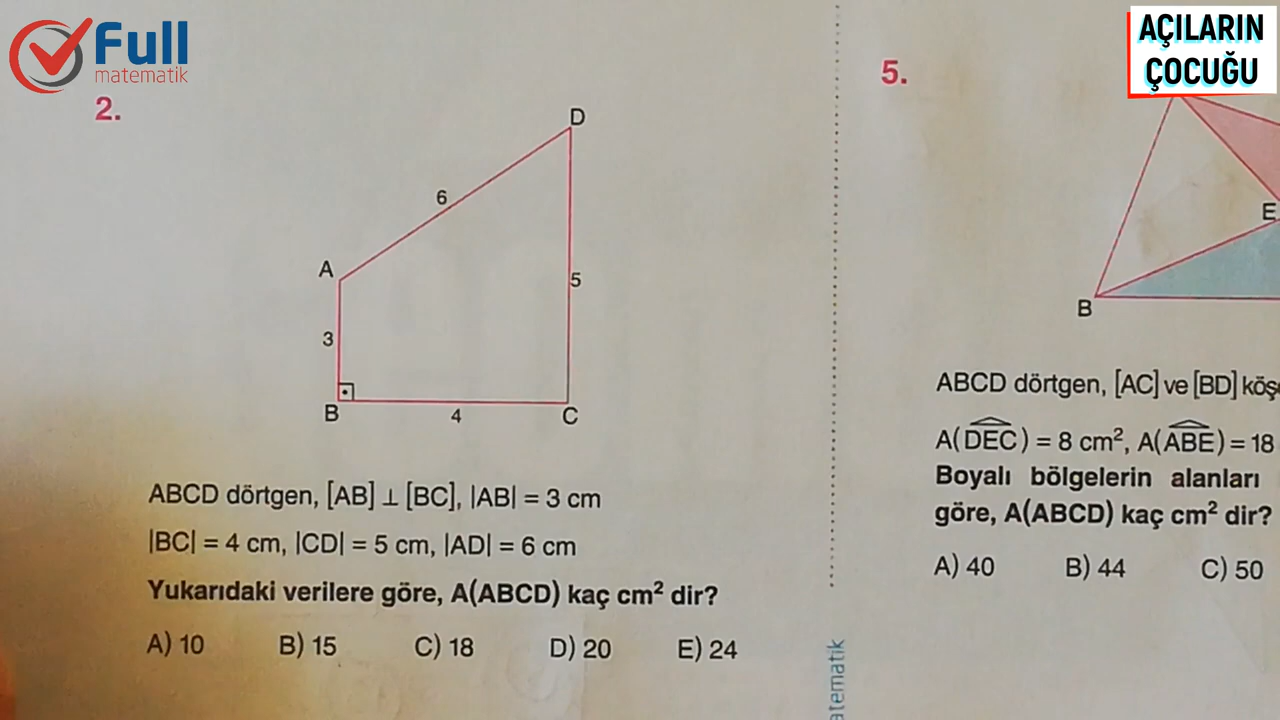 Full
matematik
AÇILARIN
ÇOCUĞU
2.
D
6
A
5
3
B
4
C
ABCD dörtgen, [AB] ⊥ [BC], |AB| = 3 cm
|BC| = 4 cm, |CD| = 5 cm, |AD| = 6 cm
Yukarıdaki verilere göre, A(ABCD) kaç cm² dir?
A) 10 B) 15 C) 18 D) 20 E) 24
5.
E
B
ABCD dörtgen, [AC] ve [BD] köşe
A(DEC) = 8 cm², A(ABE) = 18
Boyalı bölgelerin alanları
göre, A(ABCD) kaç cm² dir?
A) 40 B) 44 C) 50
atematik